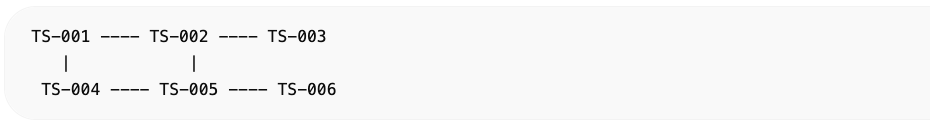 TS-001 ---- TS-002 ---- TS-003
   |            |
 TS-004 ---- TS-005 ---- TS-006